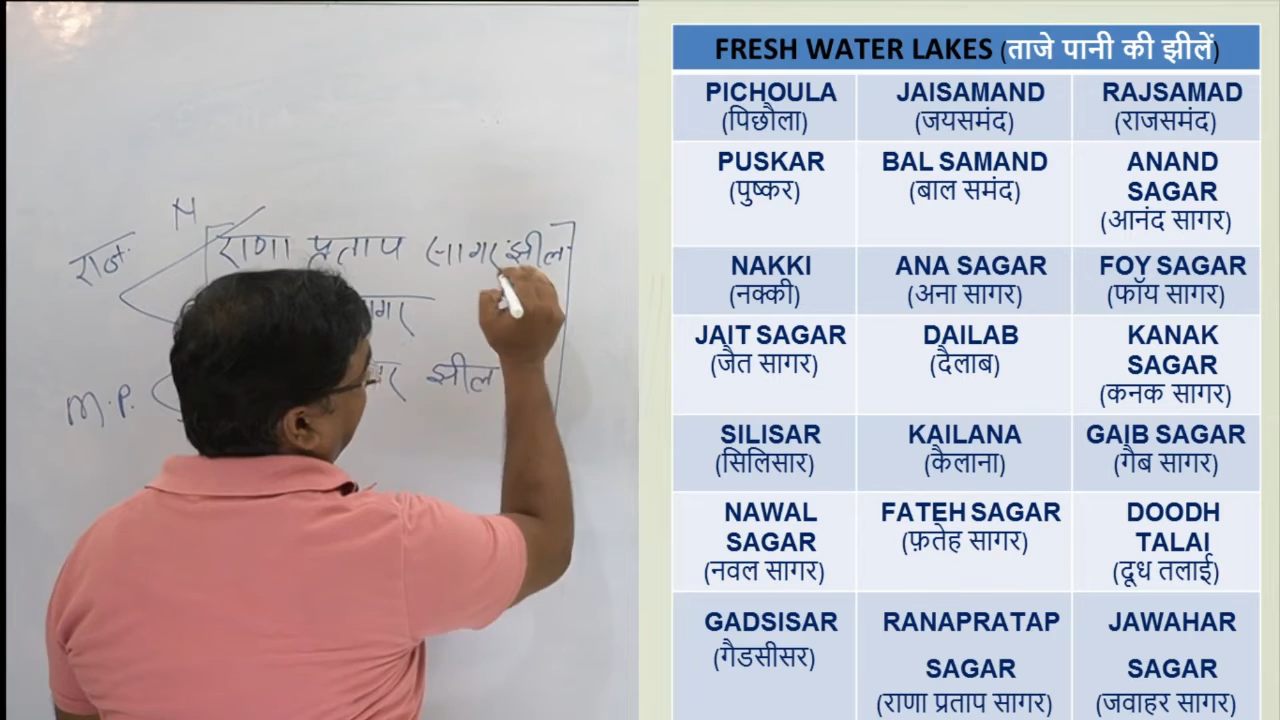 N
राज.
राणा प्रताप सागर झील
झील
M.P.
FRESH WATER LAKES (ताजे पानी की झीलें)
PICHOULA
(पिछौला)
JAISAMAND
(जयसमंद)
RAJSAMAD
(राजसमंद)
PUSKAR
(पुष्कर)
BAL SAMAND
(बाल समंद)
ANAND
SAGAR
(आनंद सागर)
NAKKI
(नक्की)
ANA SAGAR
(अना सागर)
FOY SAGAR
(फॉय सागर)
JAIT SAGAR
(जैत सागर)
DAILAB
(दैलाब)
KANAK
SAGAR
(कनक सागर)
SILISAR
(सिलिसार)
KAILANA
(कैलाना)
GAIB SAGAR
(गैब सागर)
NAWAL
SAGAR
(नवल सागर)
FATEH SAGAR
(फ़तेह सागर)
DOODH
TALAI
(दूध तलाई)
GADSISAR
(गैडसीसर)
RANAPRATAP
SAGAR
(राणा प्रताप सागर)
JAWAHAR
SAGAR
(जवाहर सागर)